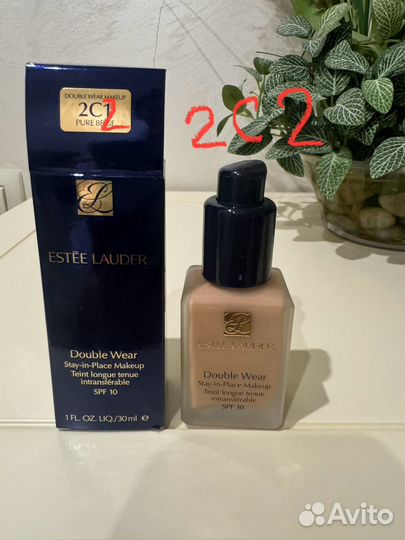 DOUBLE WEAR MAKEUP
2C1
2
PURE BEIGE
2C2
ESTĒE LAUDER
Double Wear
Stay-in-Place Makeup
Teint longue tenue
intransférable
SPF 10
1 FL. OZ. LIQ./30 ml e
ESTĒE LAUDER
Double Wear
Stay-in-Place Makeup
Teint longue tenue
intransférable
SPF 10
Avito